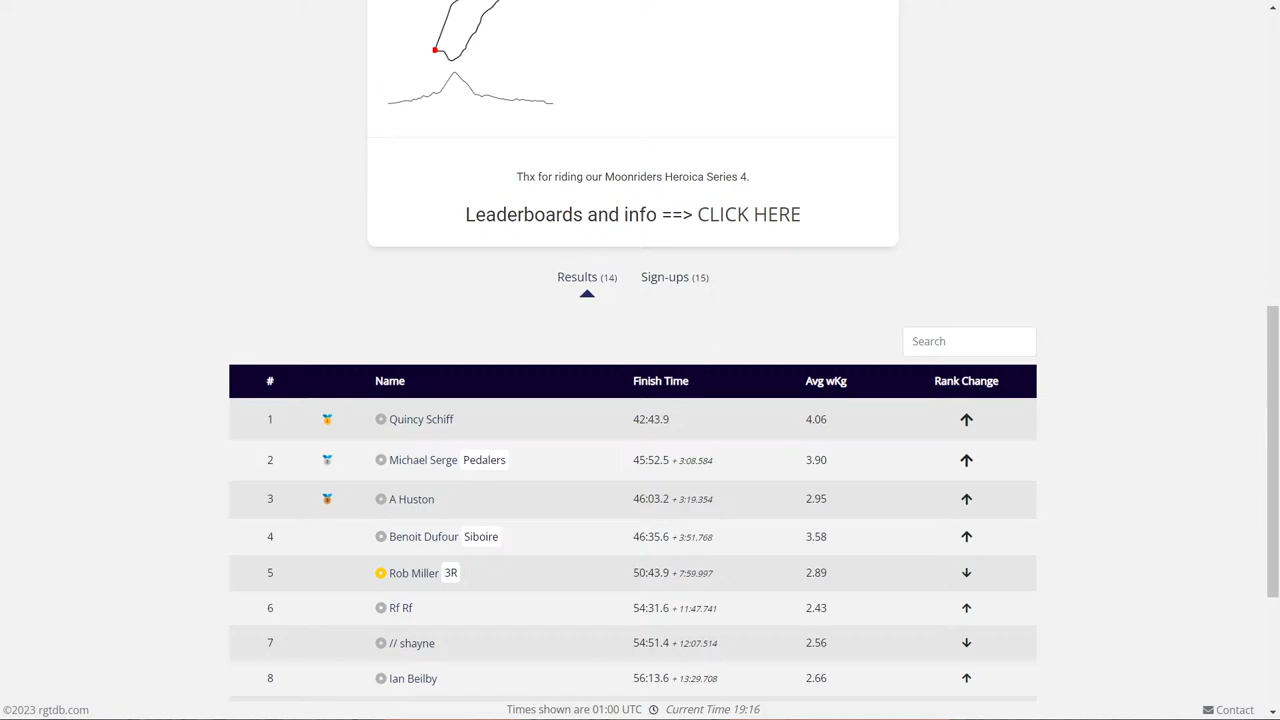 Thx for riding our Moonriders Heroica Series 4.
Leaderboards and info ==> CLICK HERE
Results (14) Sign-ups (15)
Search
# Name Finish Time Avg wKg Rank Change
1 Quincy Schiff 42:43.9 4.06
2 Michael Serge Pedalers 45:52.5 + 3:08.584 3.90
3 A Huston 46:03.2 + 3:19.354 2.95
4 Benoit Dufour Siboire 46:35.6 + 3:51.768 3.58
5 Rob Miller 3R 50:43.9 + 7:59.997 2.89
6 Rf Rf 54:31.6 + 11:47.741 2.43
7 // shayne 54:51.4 + 12:07.514 2.56
8 Ian Beilby 56:13.6 + 13:29.708 2.66
©2023 rgtdb.com Times shown are 01:00 UTC Current Time 19:16 Contact